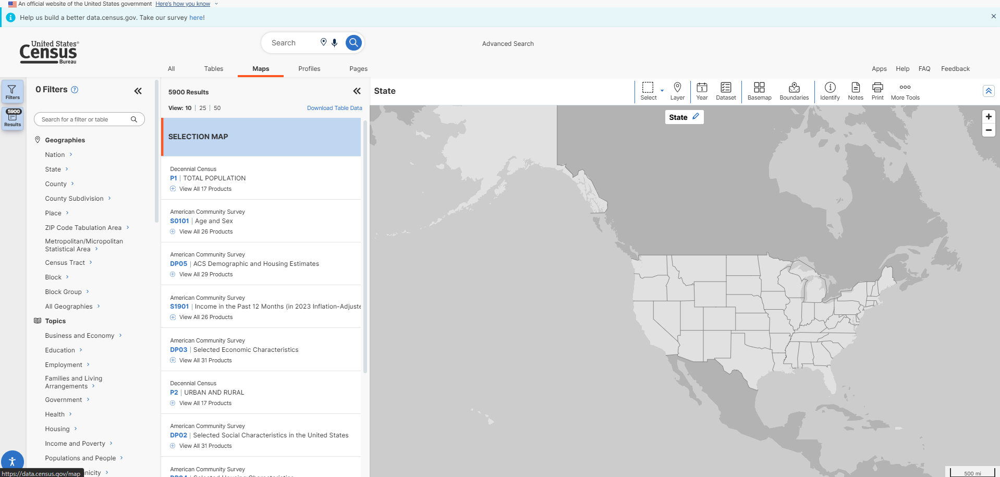 An official website of the United States government Here's how you know
Help us build a better data.census.gov. Take our survey here!
United States®
Census
Bureau
Search
Advanced Search
All Tables Maps Profiles Pages
Apps Help FAQ Feedback
Filters
5900
Results
0 Filters
Search for a filter or table
Geographies
Nation
State
County
County Subdivision
Place
ZIP Code Tabulation Area
Metropolitan/Micropolitan
Statistical Area
Census Tract
Block
Block Group
All Geographies
Topics
Business and Economy
Education
Employment
Families and Living
Arrangements
Government
Health
Housing
Income and Poverty
Populations and People
nicity
https://data.census.gov/map
5900 Results
View: 10 | 25 | 50 Download Table Data
SELECTION MAP
Decennial Census
P1 | TOTAL POPULATION
View All 17 Products
American Community Survey
S0101 | Age and Sex
View All 26 Products
American Community Survey
DP05 | ACS Demographic and Housing Estimates
View All 29 Products
American Community Survey
S1901 | Income in the Past 12 Months (in 2023 Inflation-Adjuste
View All 26 Products
American Community Survey
DP03 | Selected Economic Characteristics
View All 31 Products
Decennial Census
P2 | URBAN AND RURAL
View All 17 Products
American Community Survey
DP02 | Selected Social Characteristics in the United States
View All 31 Products
American Community Survey
State
Select Layer Year Dataset Basemap Boundaries Identify Notes Print More Tools
State
500 mi